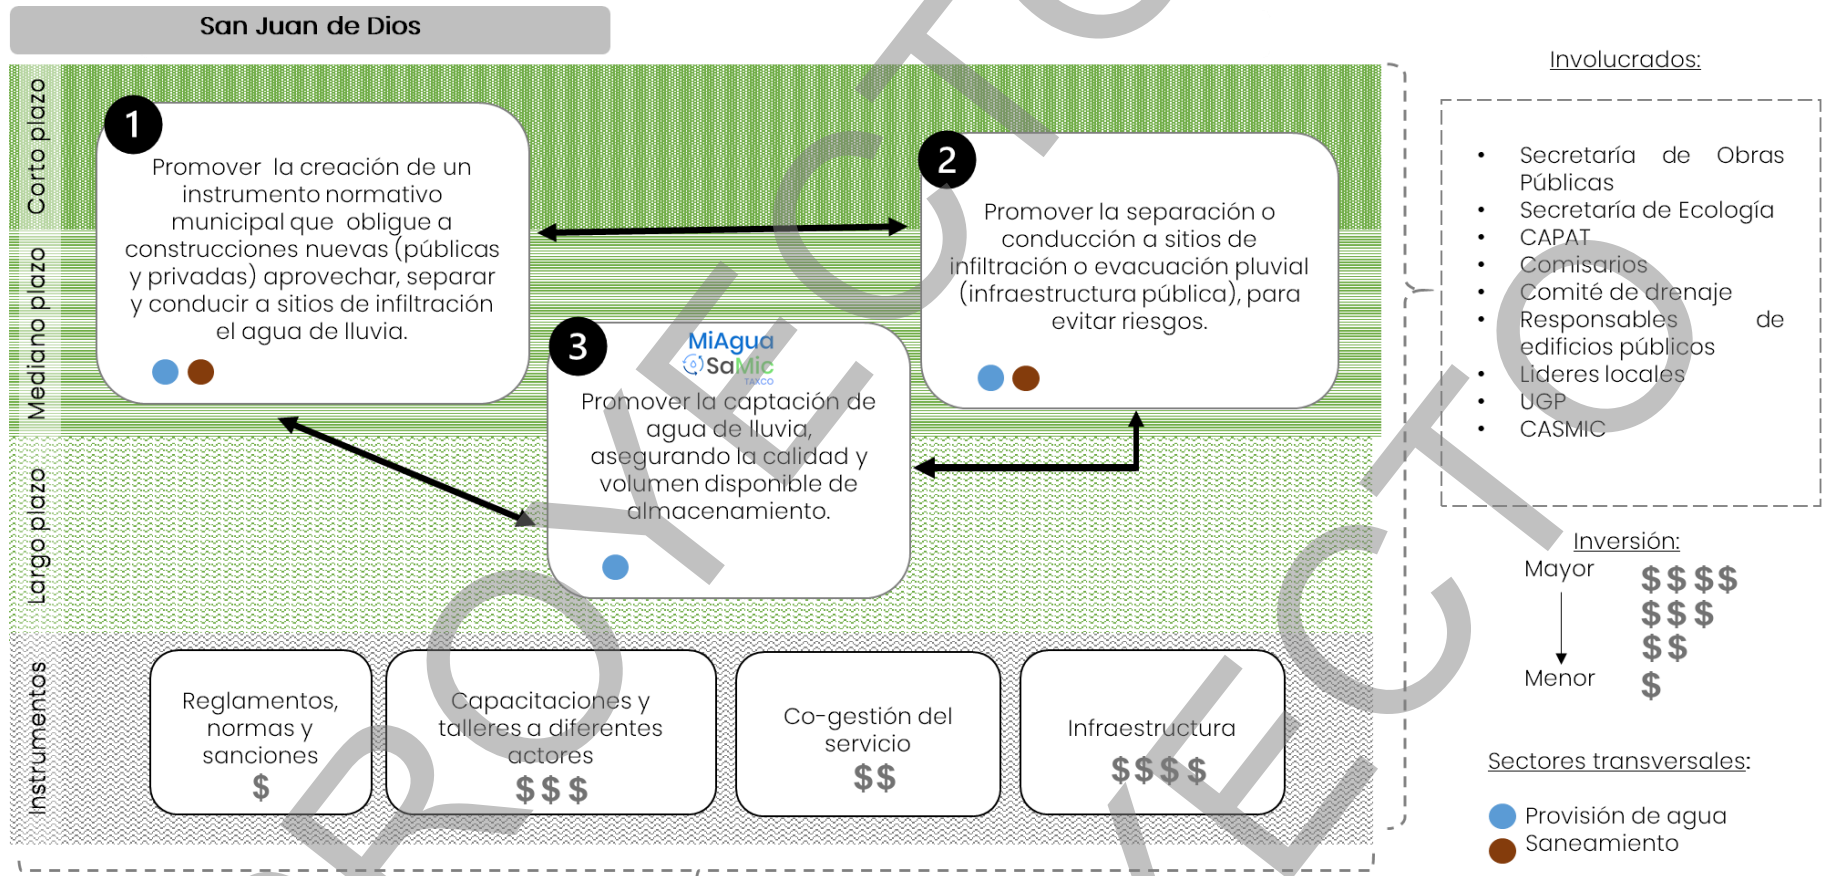 San Juan de Dios
Corto plazo
Mediano plazo
Largo plazo
Instrumentos
1
Promover la creación de un
instrumento normativo
municipal que obligue a
construcciones nuevas (públicas
y privadas) aprovechar, separar
y conducir a sitios de infiltración
el agua de lluvia.
2
Promover la separación o
conducción a sitios de
infiltración o evacuación pluvial
(infraestructura pública), para
evitar riesgos.
3
MiAgua
SaMic
TAXCO
Promover la captación de
agua de lluvia,
asegurando la calidad y
volumen disponible de
almacenamiento.
Reglamentos,
normas y
sanciones
$
Capacitaciones y
talleres a diferentes
actores
$$$
Co-gestión del
servicio
$$
Infraestructura
$$$$
Involucrados:
• Secretaría de Obras
Públicas
• Secretaría de Ecología
• CAPAT
• Comisarios
• Comité de drenaje
• Responsables de
edificios públicos
• Lideres locales
• UGP
• CASMIC
Inversión:
Mayor
$$$$
$$$
$$
Menor
$
Sectores transversales:
Provisión de agua
Saneamiento
PROYECTO
YECTO